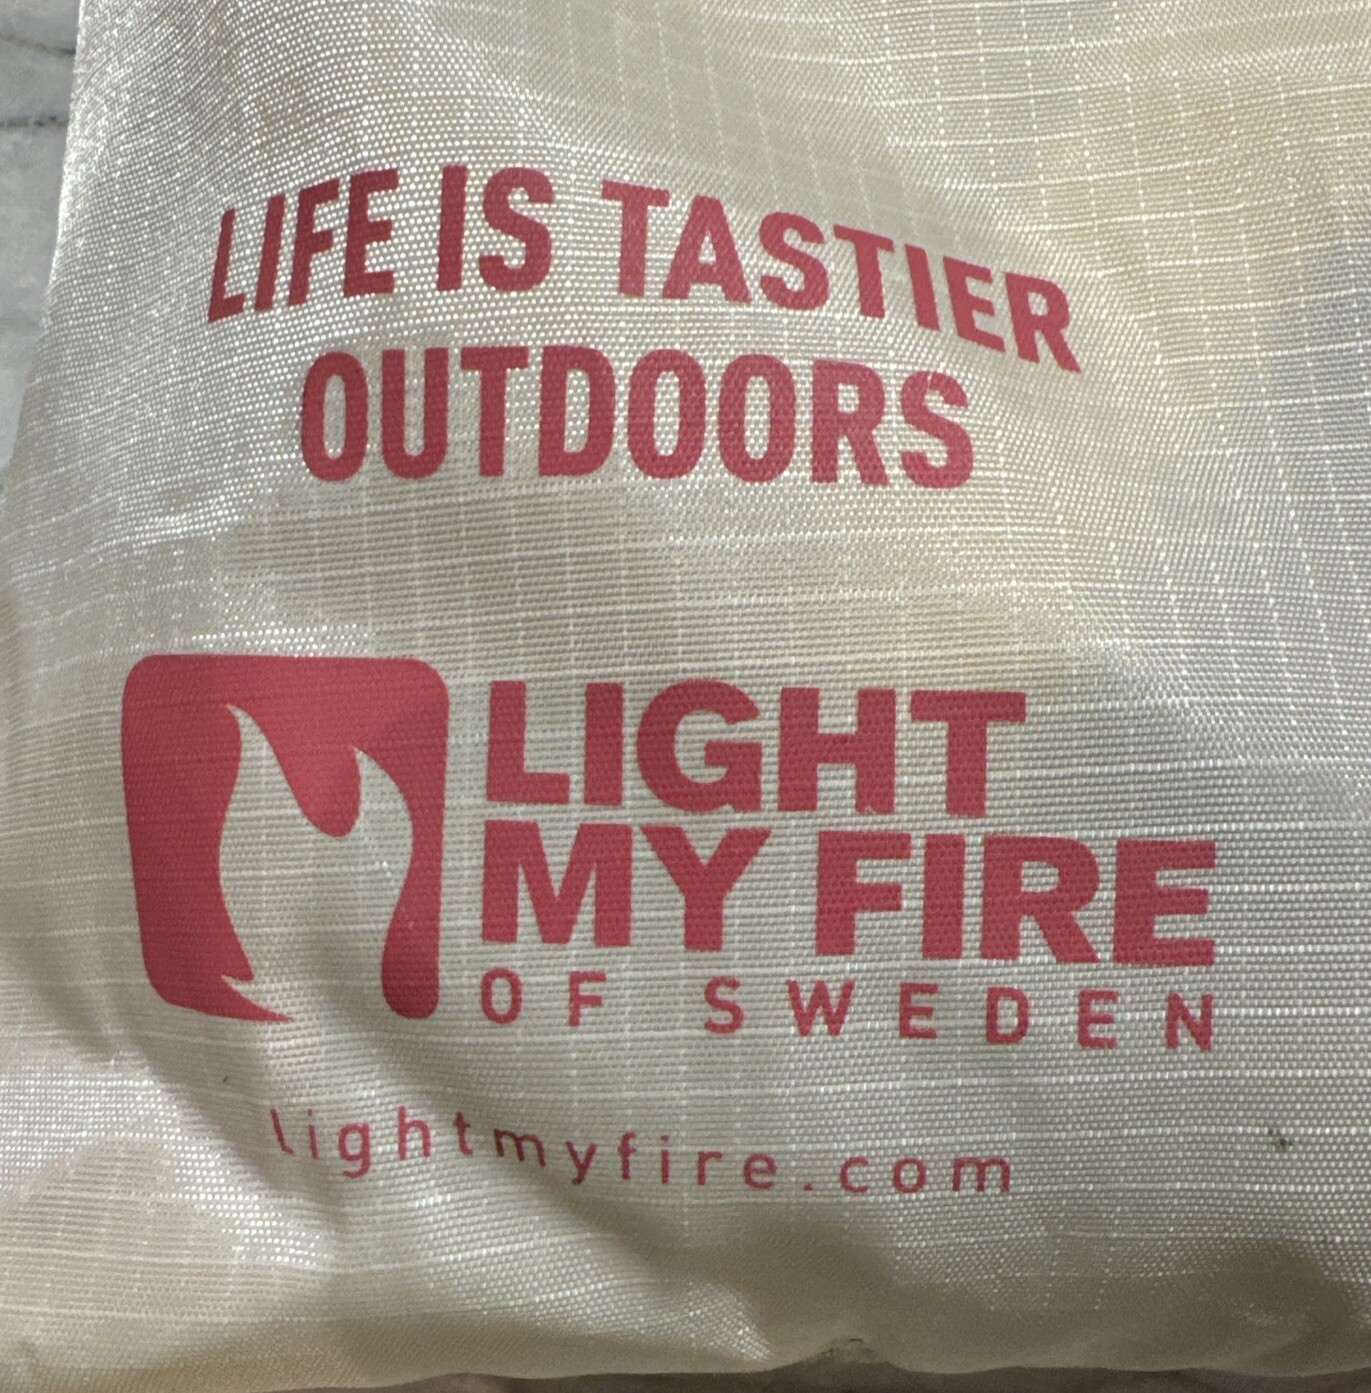 LIFE IS TASTIER
OUTDOORS
LIGHT
MY FIRE
OF SWEDEN
lightmyfire.com